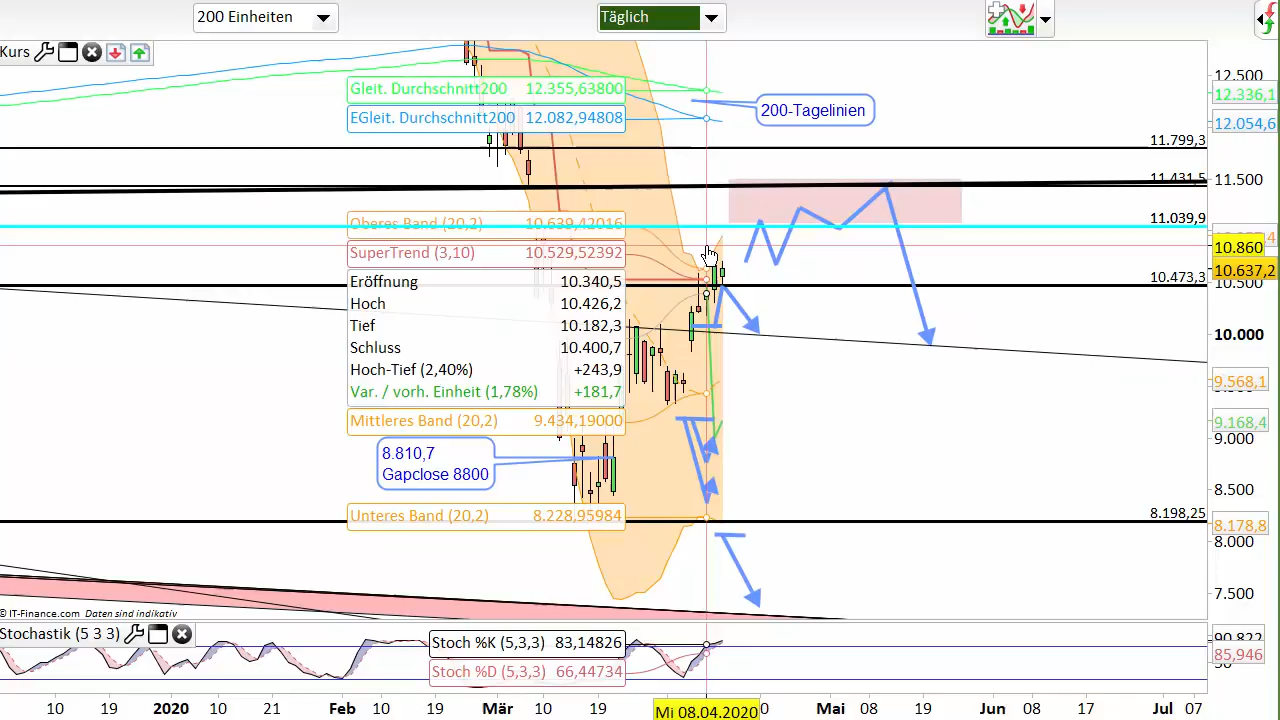 200 Einheiten
Täglich
Kurs
12.500
Gleit. Durchschnitt200 12.355,63800
12.336,1
EGleit. Durchschnitt200 12.082,94808
200-Tagelinien
12.054,6
11.799,3
11.431,5
11.500
Oberes Band (20,2) 10.639,42016
11.039,9
SuperTrend (3,10) 10.529,52392
10.860
10.637,2
Eröffnung 10.340,5
10.473,3
10.500
Hoch 10.426,2
Tief 10.182,3
10.000
Schluss 10.400,7
Hoch-Tief (2,40%) +243,9
Var. / vorh. Einheit (1,78%) +181,7
9.568,1
Mittleres Band (20,2) 9.434,19000
9.168,4
9.000
8.810,7
Gapclose 8800
8.500
Unteres Band (20,2) 8.228,95984
8.198,25
8.178,8
8.000
7.500
© IT-Finance.com Daten sind indikativ
Stochastik (5 3 3)
Stoch %K (5,3,3) 83,14826
90,822
85,946
Stoch %D (5,3,3) 66,44734
10 19 2020 10 19 Feb 10 19 Mär 10 19 Mi 08.04.2020 Mai 08 19 Jun 08 17 Jul 07